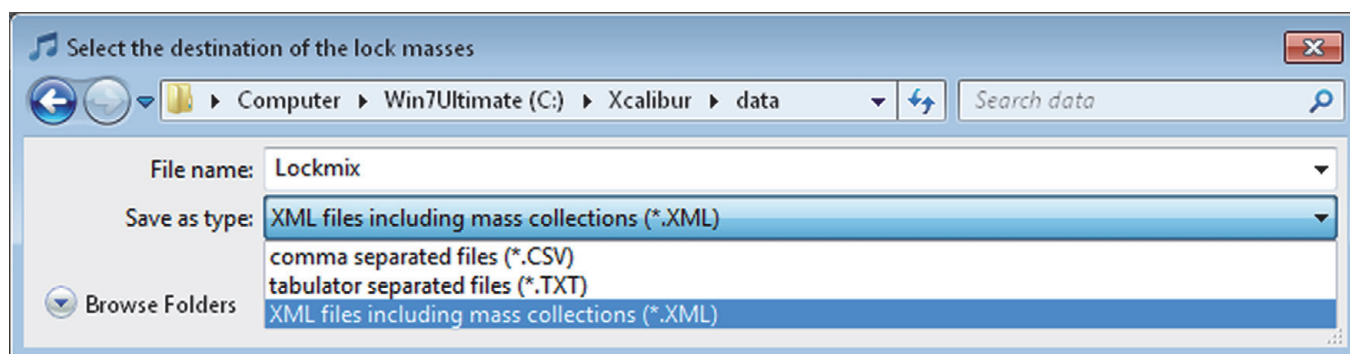 Select the destination of the lock masses
Computer Win7Ultimate (C:) Xcalibur data Search data
File name: Lockmix
Save as type: XML files including mass collections (*.XML)
comma separated files (*.CSV)
tabulator separated files (*.TXT)
Browse Folders XML files including mass collections (*.XML)